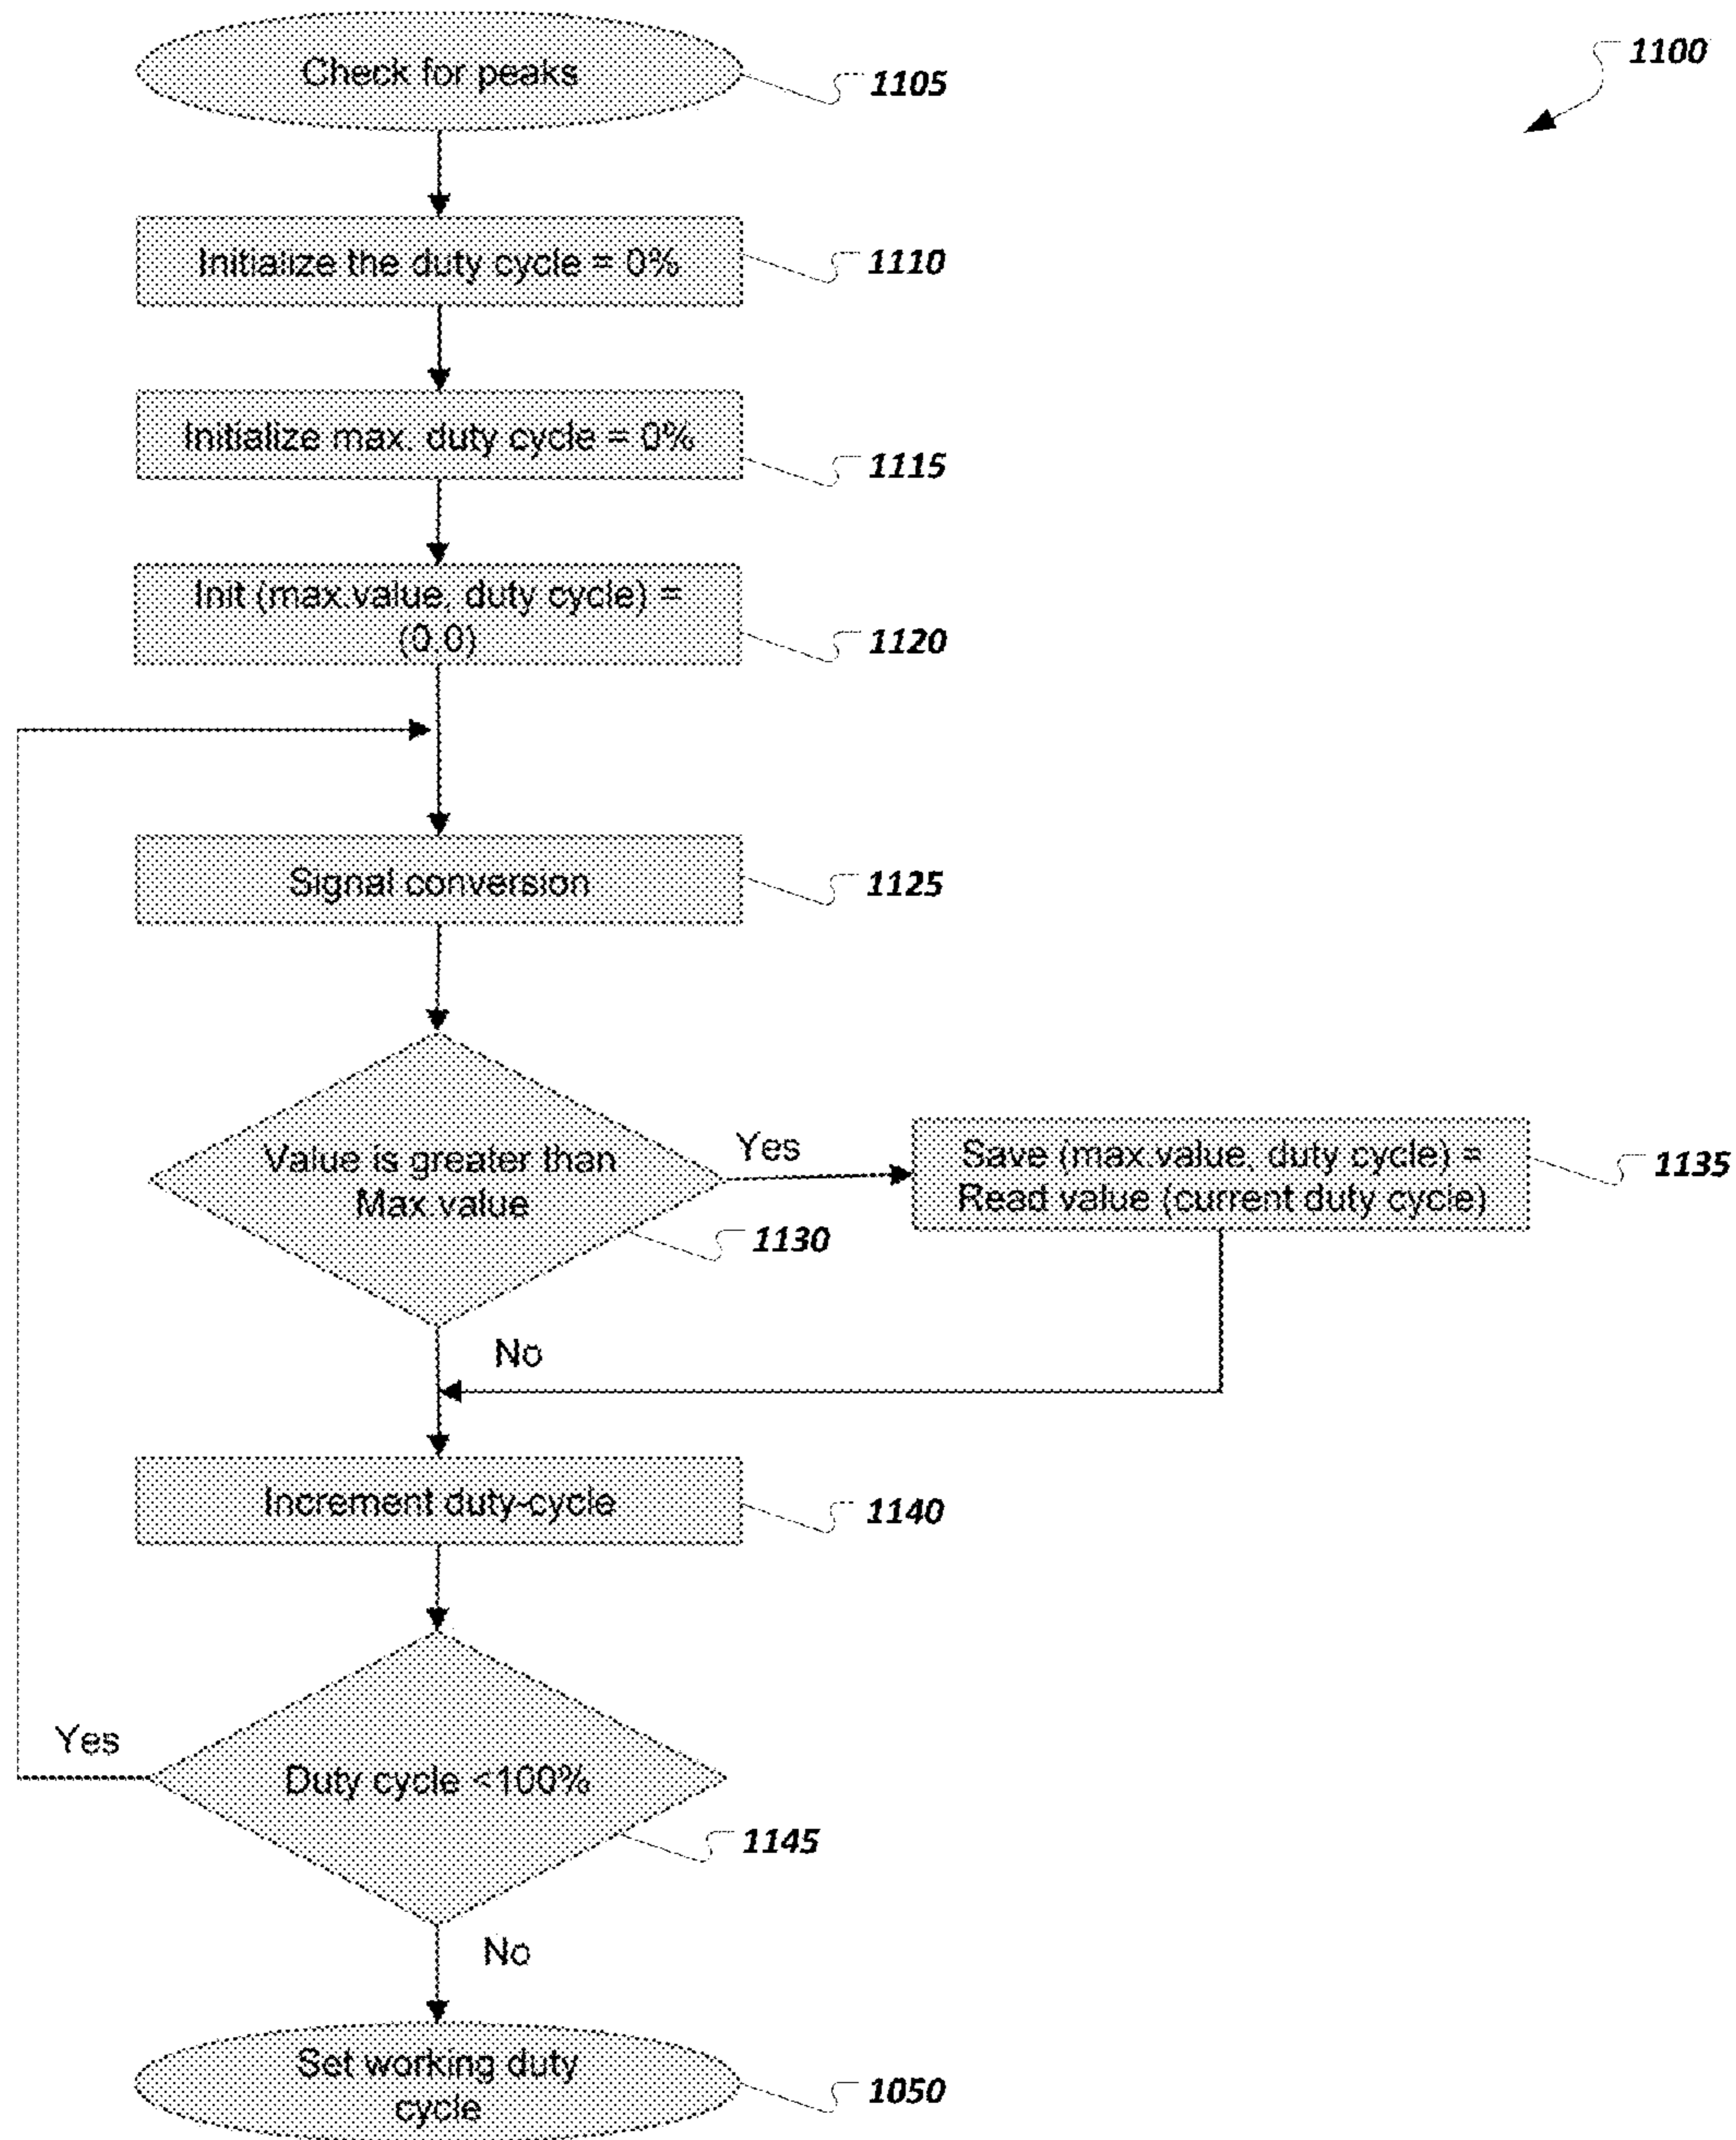 1100
Check for peaks
1105
Initialize the duty cycle = 0%
1110
Initialize max. duty cycle = 0%
1115
Init (max.value, duty cycle) =
(0,0)
1120
Signal conversion
1125
Value is greater than
Max value
1130
Yes
Save (max.value, duty cycle) =
Read value (current duty cycle)
1135
No
Increment duty-cycle
1140
Yes
Duty cycle <100%
1145
No
Set working duty
cycle
1050